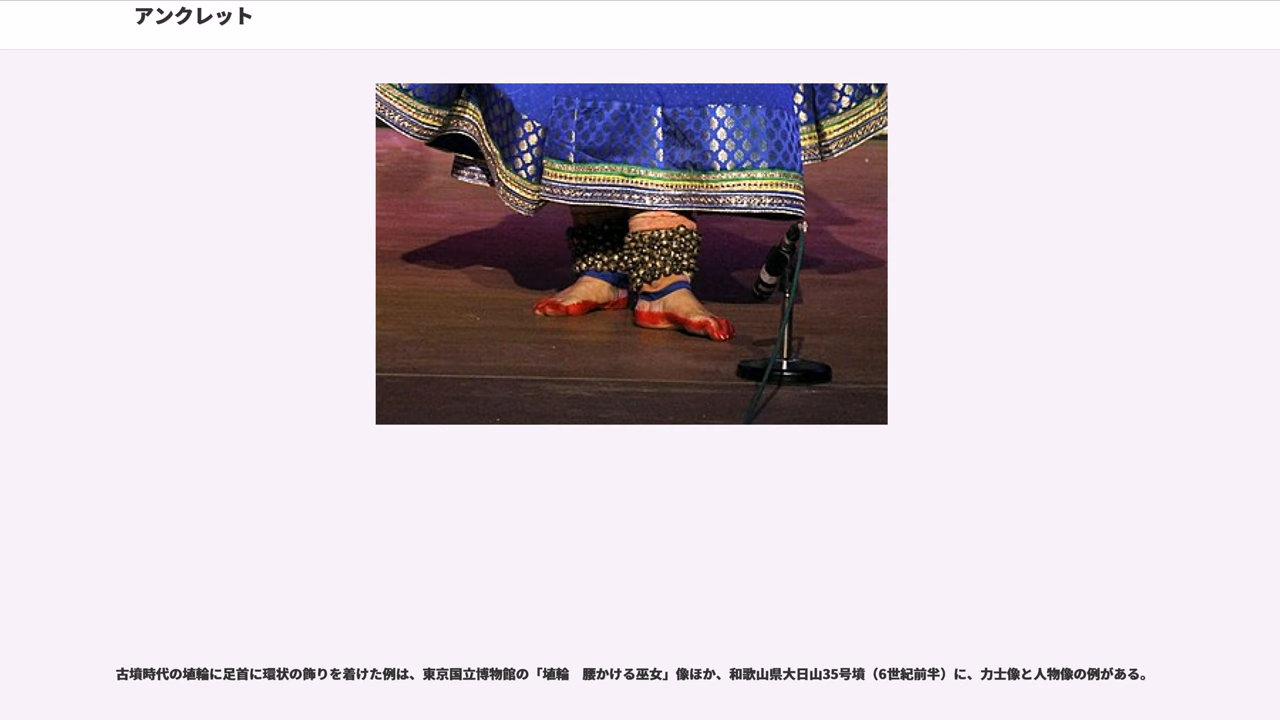 アンクレット
古墳時代の埴輪に足首に環状の飾りを着けた例は、東京国立博物館の「埴輪　腰かける巫女」像ほか、和歌山県大日山35号墳（6世紀前半）に、力士像と人物像の例がある。